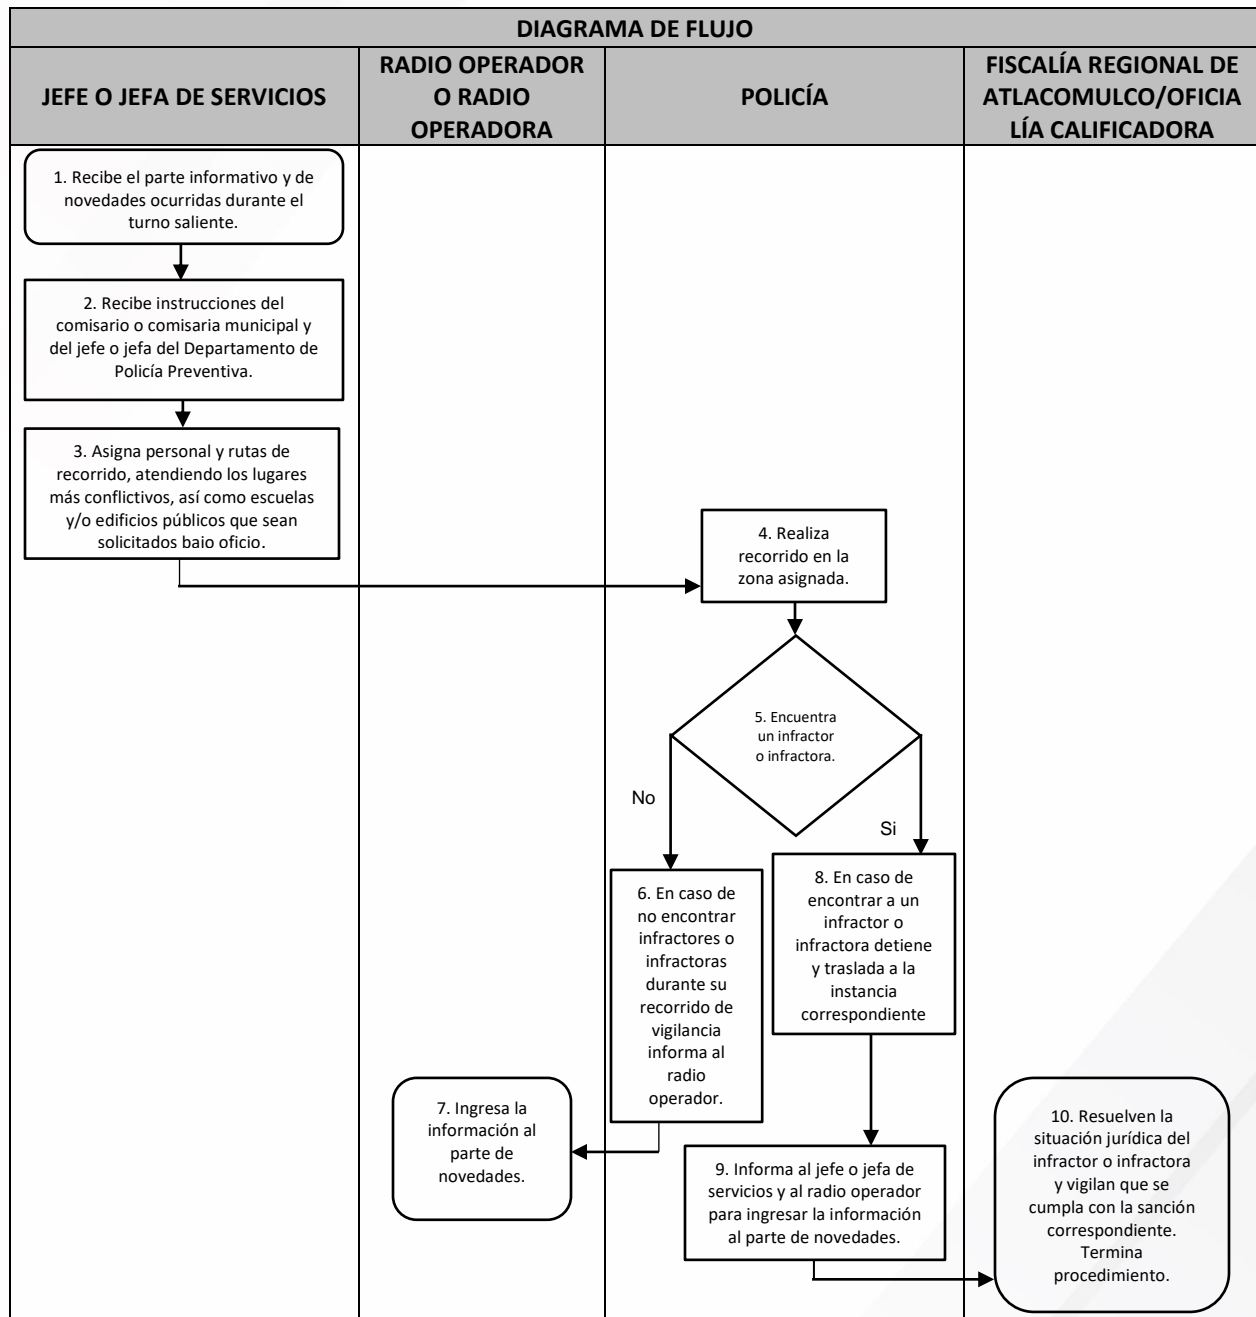 DIAGRAMA DE FLUJO
JEFE O JEFA DE SERVICIOS
RADIO OPERADOR
O RADIO
OPERADORA
POLICÍA
FISCALÍA REGIONAL DE
ATLACOMULCO/OFICIA
LÍA CALIFICADORA
1. Recibe el parte informativo y de
novedades ocurridas durante el
turno saliente.
2. Recibe instrucciones del
comisario o comisaria municipal y
del jefe o jefa del Departamento de
Policía Preventiva.
3. Asigna personal y rutas de
recorrido, atendiendo los lugares
más conflictivos, así como escuelas
y/o edificios públicos que sean
solicitados bajo oficio.
4. Realiza
recorrido en la
zona asignada.
5. Encuentra
un infractor
o infractora.
No
Si
6. En caso de
no encontrar
infractores o
infractoras
durante su
recorrido de
vigilancia
informa al
radio
operador.
8. En caso de
encontrar a un
infractor o
infractora detiene
y traslada a la
instancia
correspondiente
7. Ingresa la
información al
parte de
novedades.
9. Informa al jefe o jefa de
servicios y al radio operador
para ingresar la información
al parte de novedades.
10. Resuelven la
situación jurídica del
infractor o infractora
y vigilan que se
cumpla con la sanción
correspondiente.
Termina
procedimiento.